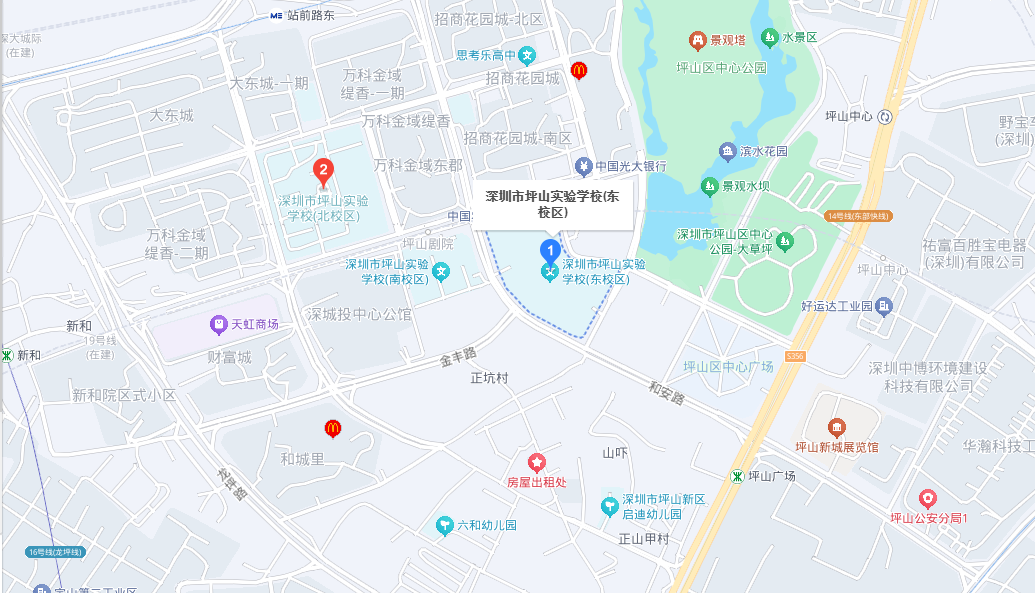 站前路东
深大城际
(在建)
招商花园城-北区
思考乐高中
招商花园城
景观塔
水景区
坪山区中心公园
大东城-一期
万科金域
缇香-一期
大东城
万科金域缇香
招商花园城-南区
坪山中心
万科金域东郡
中国光大银行
滨水花园
景观水坝
深圳市坪山实验
学校(北校区)
深圳市坪山实验学校(东
校区)
14号线(东部快线)
万科金域
缇香-二期
坪山剧院
深圳市坪山区中心
公园-大草坪
祐富百胜宝电器
(深圳)有限公司
深圳市坪山实验
学校(南校区)
深圳市坪山实验
学校(东校区)
坪山中心
新和
天虹商场
深城投中心公馆
好运达工业园
19号线
(在建)
新和
财富城
金丰路
正坑村
S356
坪山区中心广场
深圳中博环境建设
科技有限公司
新和院区式小区
和安路
和城里
山吓
坪山新城展览馆
华瀚科技工
龙坪路
房屋出租处
坪山广场
深圳市坪山新区
启迪幼儿园
坪山公安分局1
六和幼儿园
正山甲村
16号线(龙坪线)
1
2